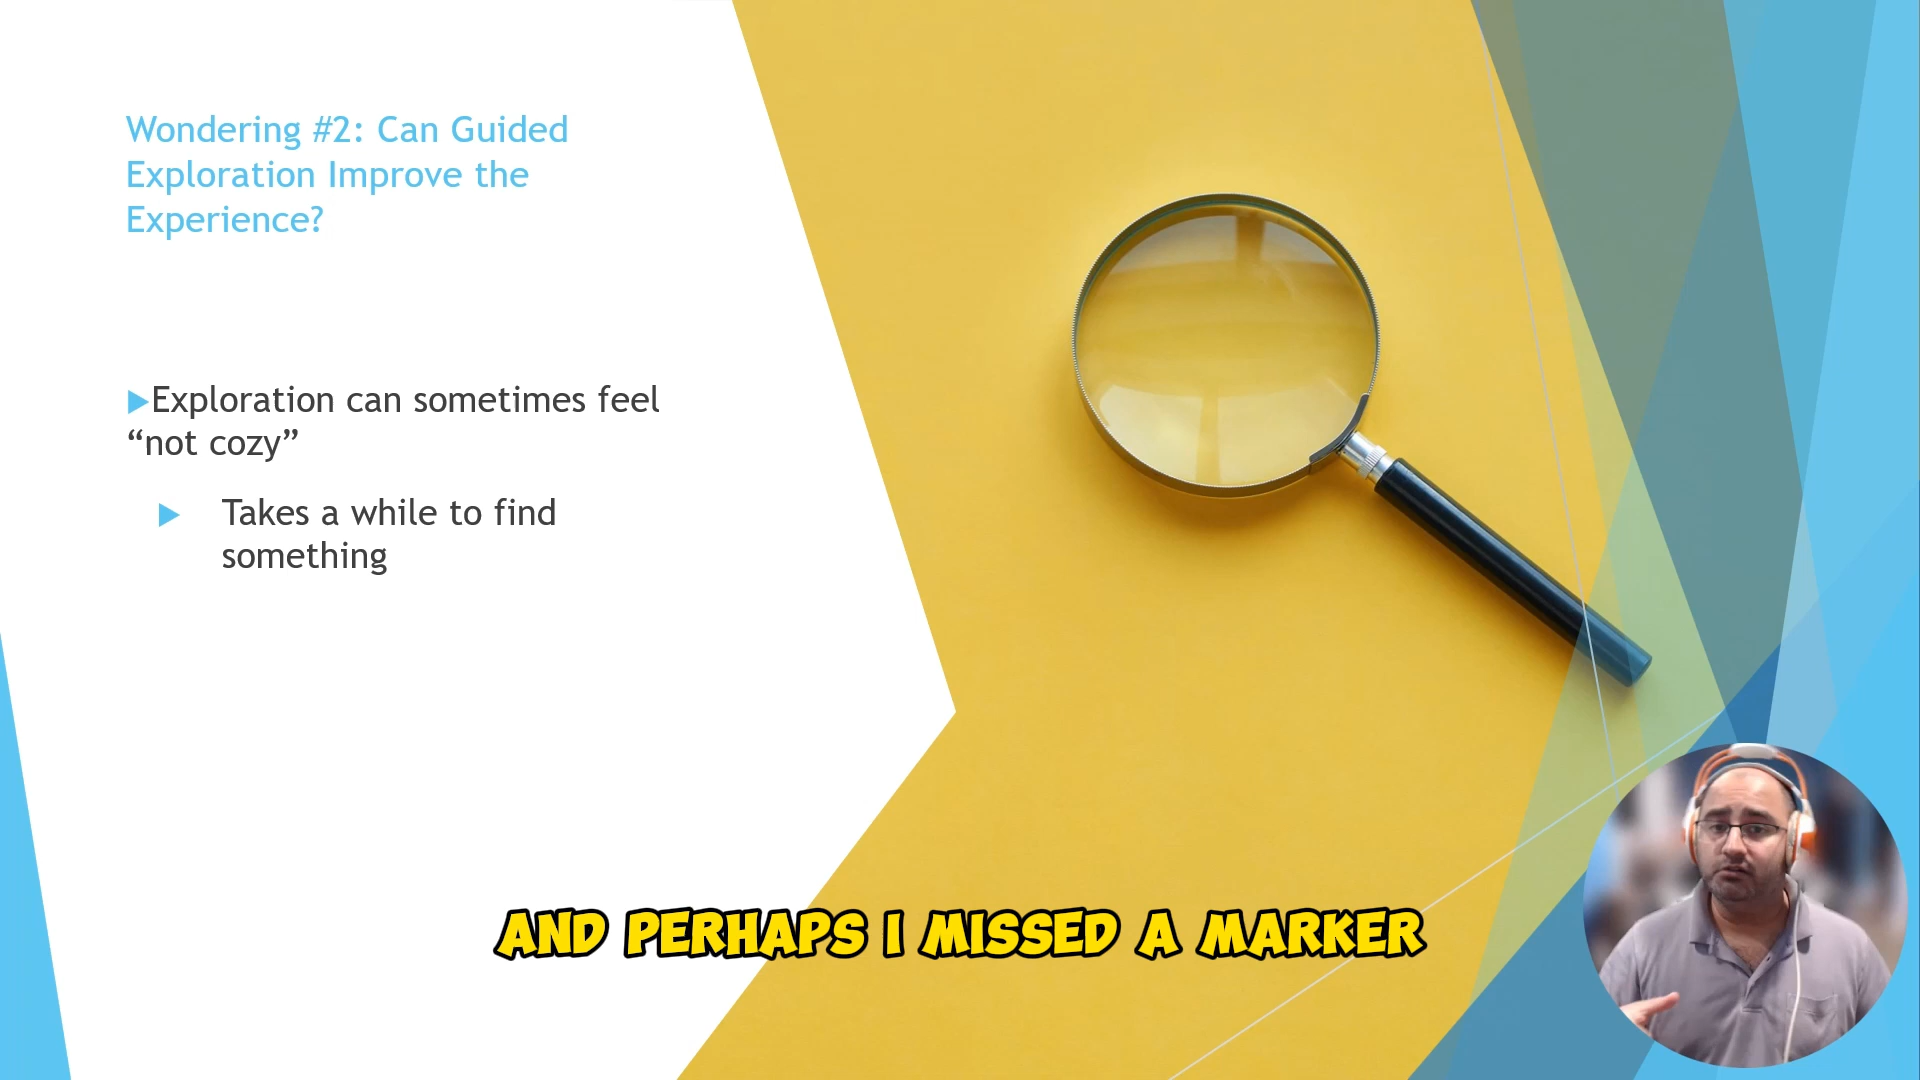 Wondering #2: Can Guided
Exploration Improve the
Experience?
Exploration can sometimes feel
“not cozy”
Takes a while to find
something
AND PERHAPS I MISSED A MARKER